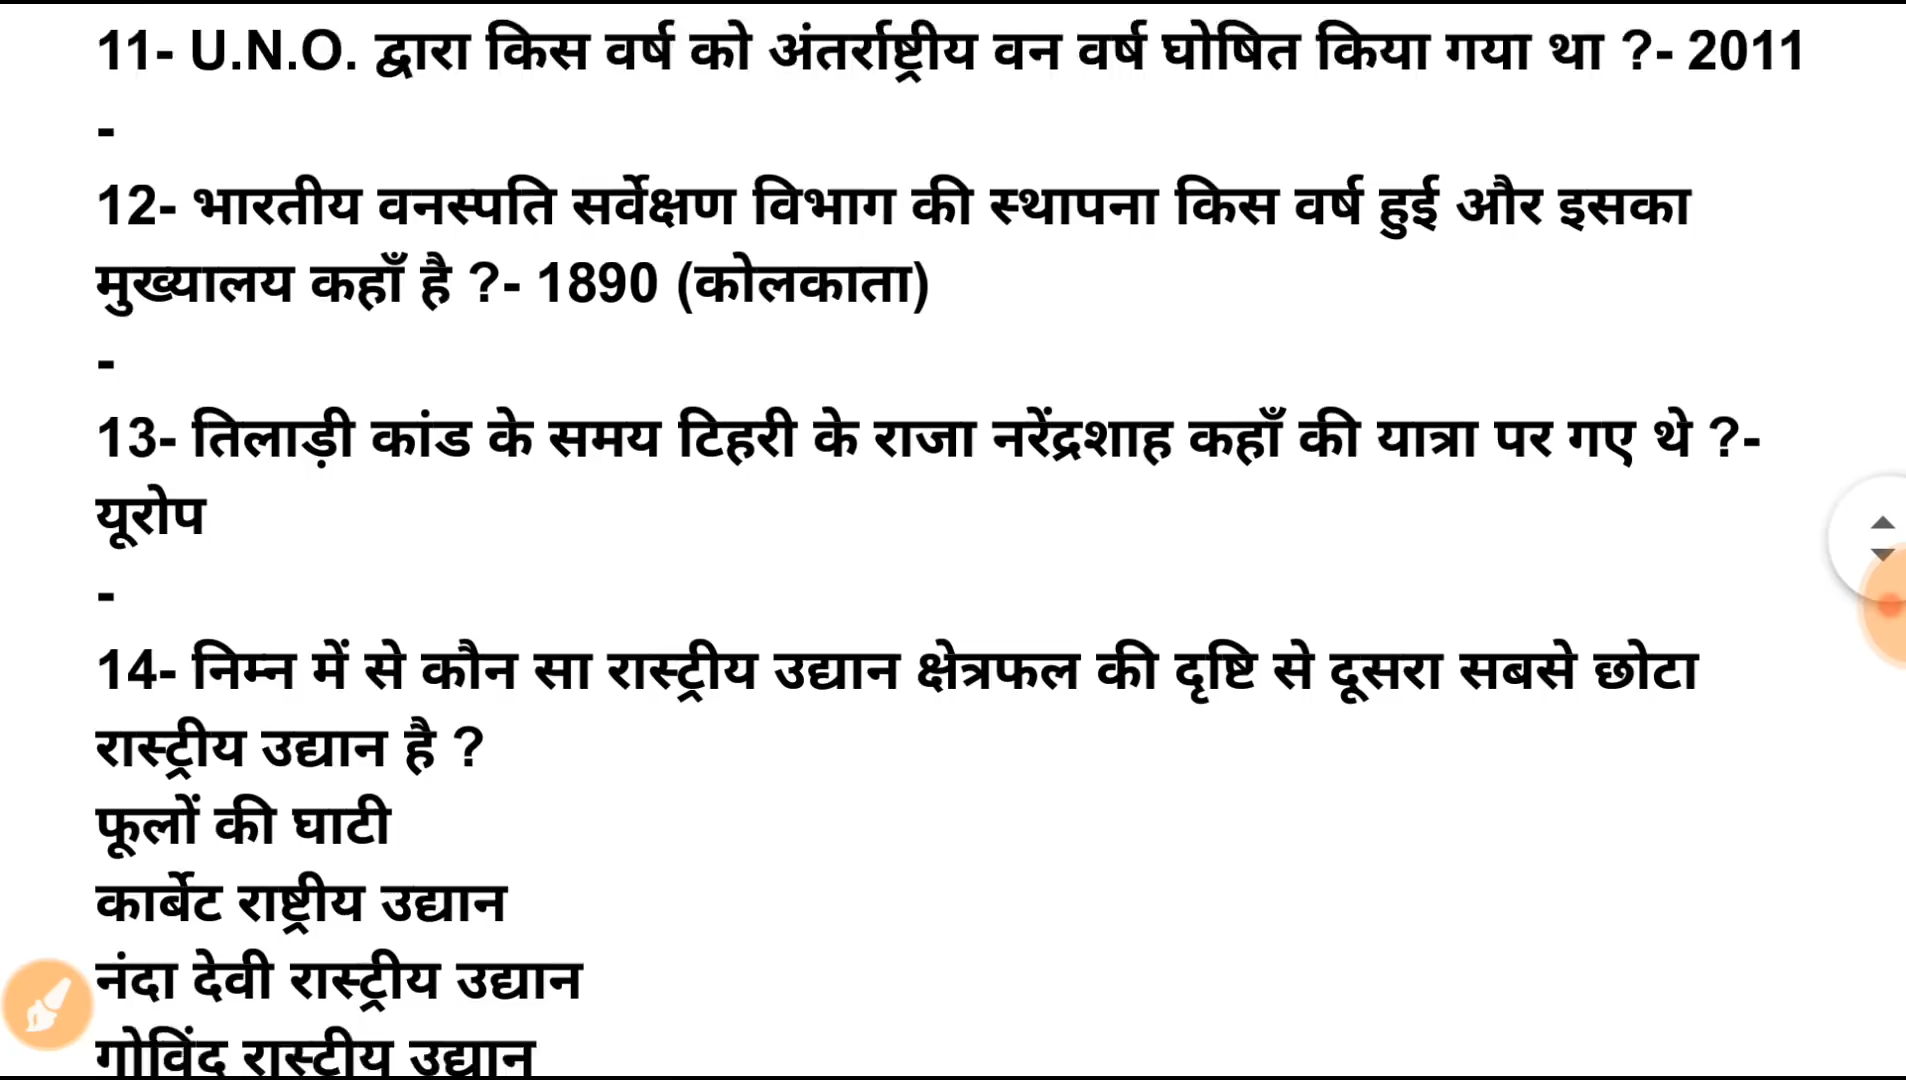 11- U.N.O. द्वारा किस वर्ष को अंतर्राष्ट्रीय वन वर्ष घोषित किया गया था ?- 2011
-
12- भारतीय वनस्पति सर्वेक्षण विभाग की स्थापना किस वर्ष हुई और इसका
मुख्यालय कहाँ है ?- 1890 (कोलकाता)
-
13- तिलाड़ी कांड के समय टिहरी के राजा नरेंद्रशाह कहाँ की यात्रा पर गए थे ?-
यूरोप
-
14- निम्न में से कौन सा रास्ट्रीय उद्यान क्षेत्रफल की दृष्टि से दूसरा सबसे छोटा
रास्ट्रीय उद्यान है ?
फूलों की घाटी
कार्बेट राष्ट्रीय उद्यान
नंदा देवी रास्ट्रीय उद्यान
गोविंद रास्ट्रीय उद्यान